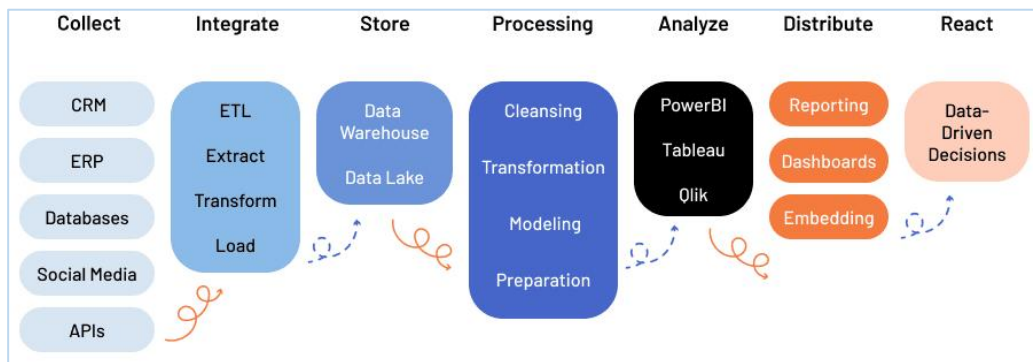 Collect
Integrate
Store
Processing
Analyze
Distribute
React
CRM
ERP
Databases
Social Media
APIs
ETL
Extract
Transform
Load
Data
Warehouse
Data Lake
Cleansing
Transformation
Modeling
Preparation
PowerBI
Tableau
Qlik
Reporting
Dashboards
Embedding
Data-
Driven
Decisions